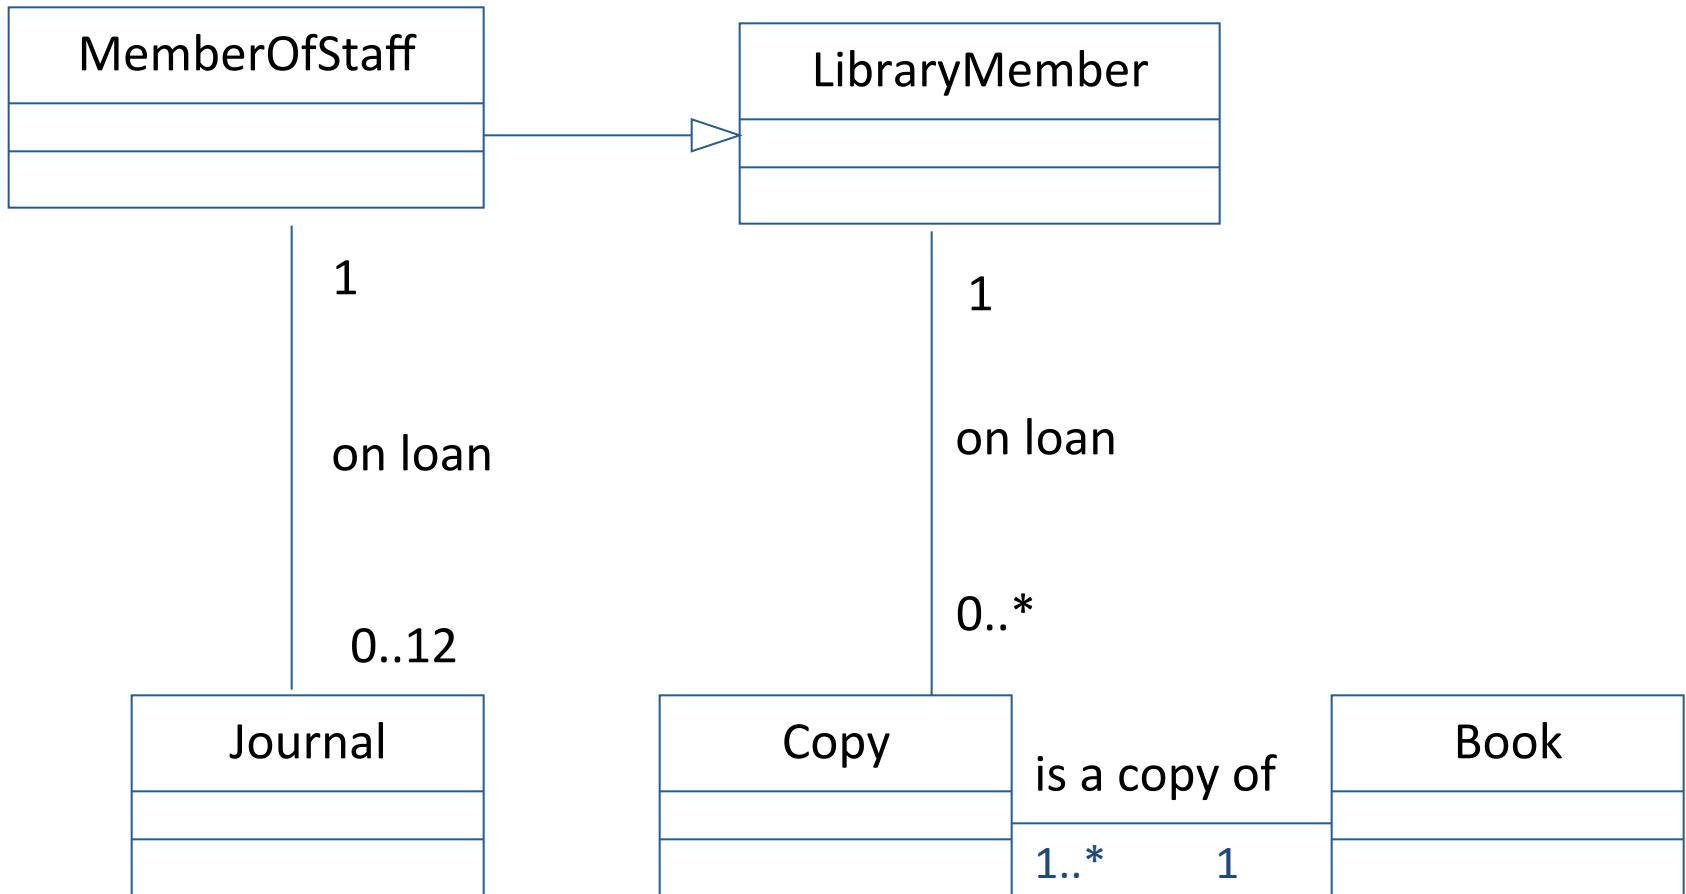 MemberOfStaff
LibraryMember
1
1
on loan
on loan
0..12
0..*
Journal
Copy
is a copy of
Book
1..* 1